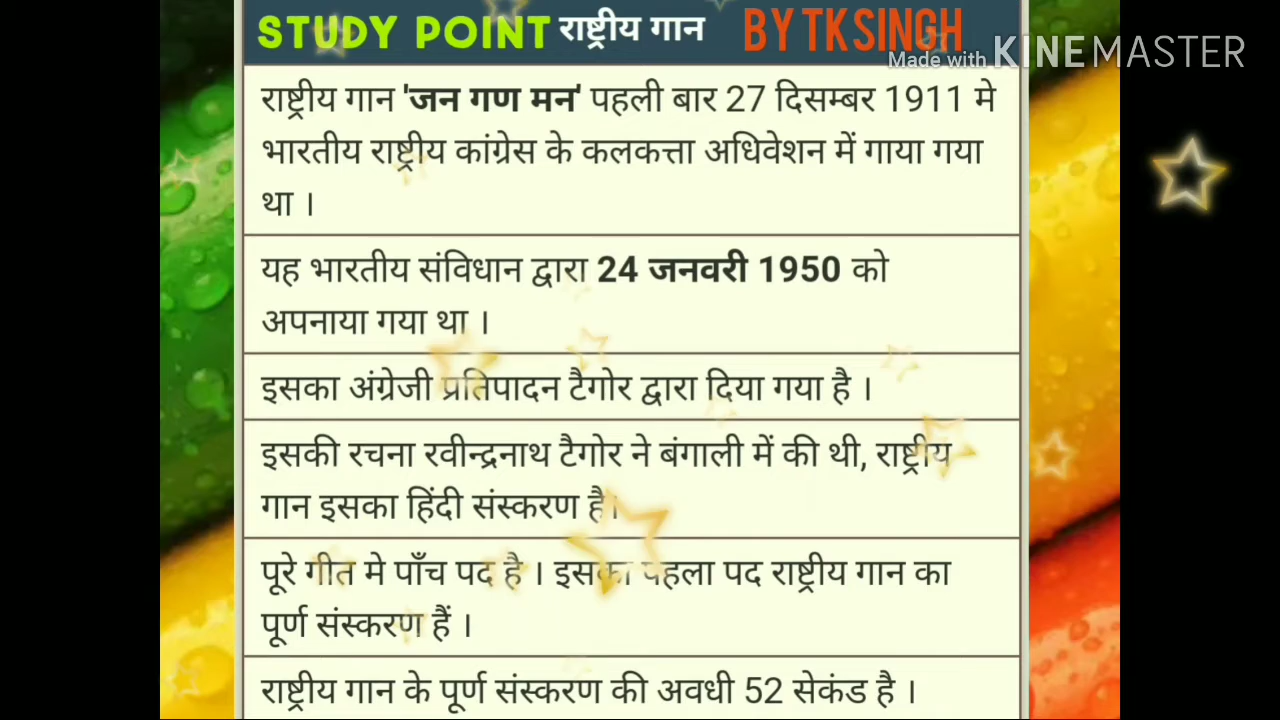 STUDY POINT राष्ट्रीय गान BY TK SINGH
Made with KINEMASTER
राष्ट्रीय गान 'जन गण मन' पहली बार 27 दिसम्बर 1911 मे
भारतीय राष्ट्रीय कांग्रेस के कलकत्ता अधिवेशन में गाया गया
था ।
यह भारतीय संविधान द्वारा 24 जनवरी 1950 को
अपनाया गया था ।
इसका अंग्रेजी प्रतिपादन टैगोर द्वारा दिया गया है ।
इसकी रचना रवीन्द्रनाथ टैगोर ने बंगाली में की थी, राष्ट्रीय
गान इसका हिंदी संस्करण है।
पूरे गीत मे पाँच पद है । इसका पहला पद राष्ट्रीय गान का
पूर्ण संस्करण हैं ।
राष्ट्रीय गान के पूर्ण संस्करण की अवधी 52 सेकंड है ।